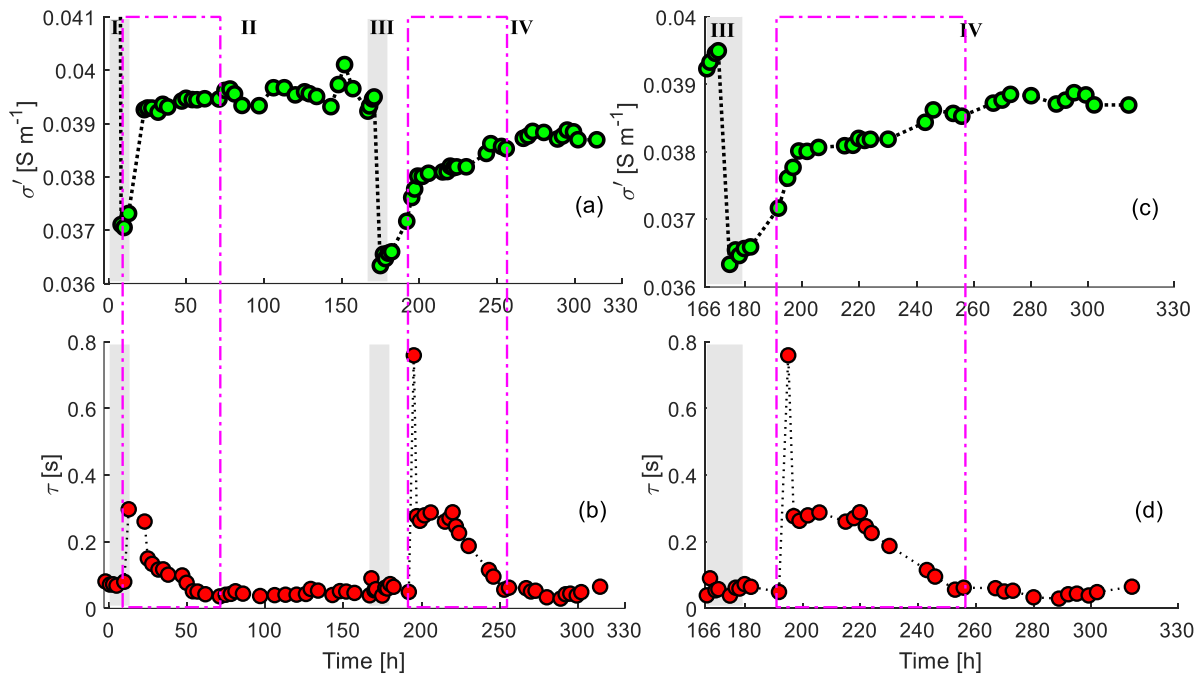 0.041
0.04
0.039
0.038
0.037
0.036
σ′ [S m-1]
I
II
III
IV
(a)
0 50 100 150 200 250 300 330
0.04
0.039
0.038
0.037
0.036
σ′ [S m-1]
III
IV
(c)
166 180 200 220 240 260 280 300 330
0.8
0.6
0.4
0.2
0
τ [s]
(b)
0 50 100 150 200 250 300 330
Time [h]
0.8
0.6
0.4
0.2
0
τ [s]
(d)
166 180 200 220 240 260 280 300 330
Time [h]